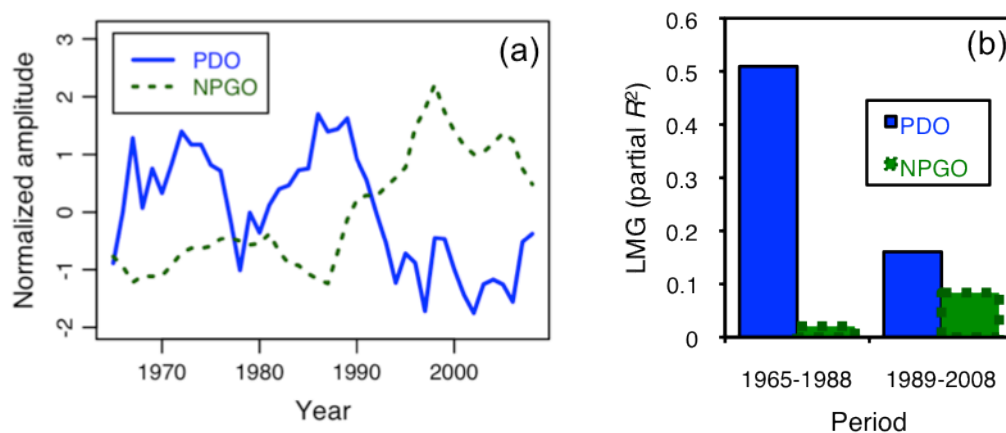 (a)
PDO
NPGO
Normalized amplitude
3
2
1
0
-1
-2
1970 1980 1990 2000
Year
(b)
PDO
NPGO
LMG (partial R²)
0.6
0.5
0.4
0.3
0.2
0.1
0
1965-1988 1989-2008
Period